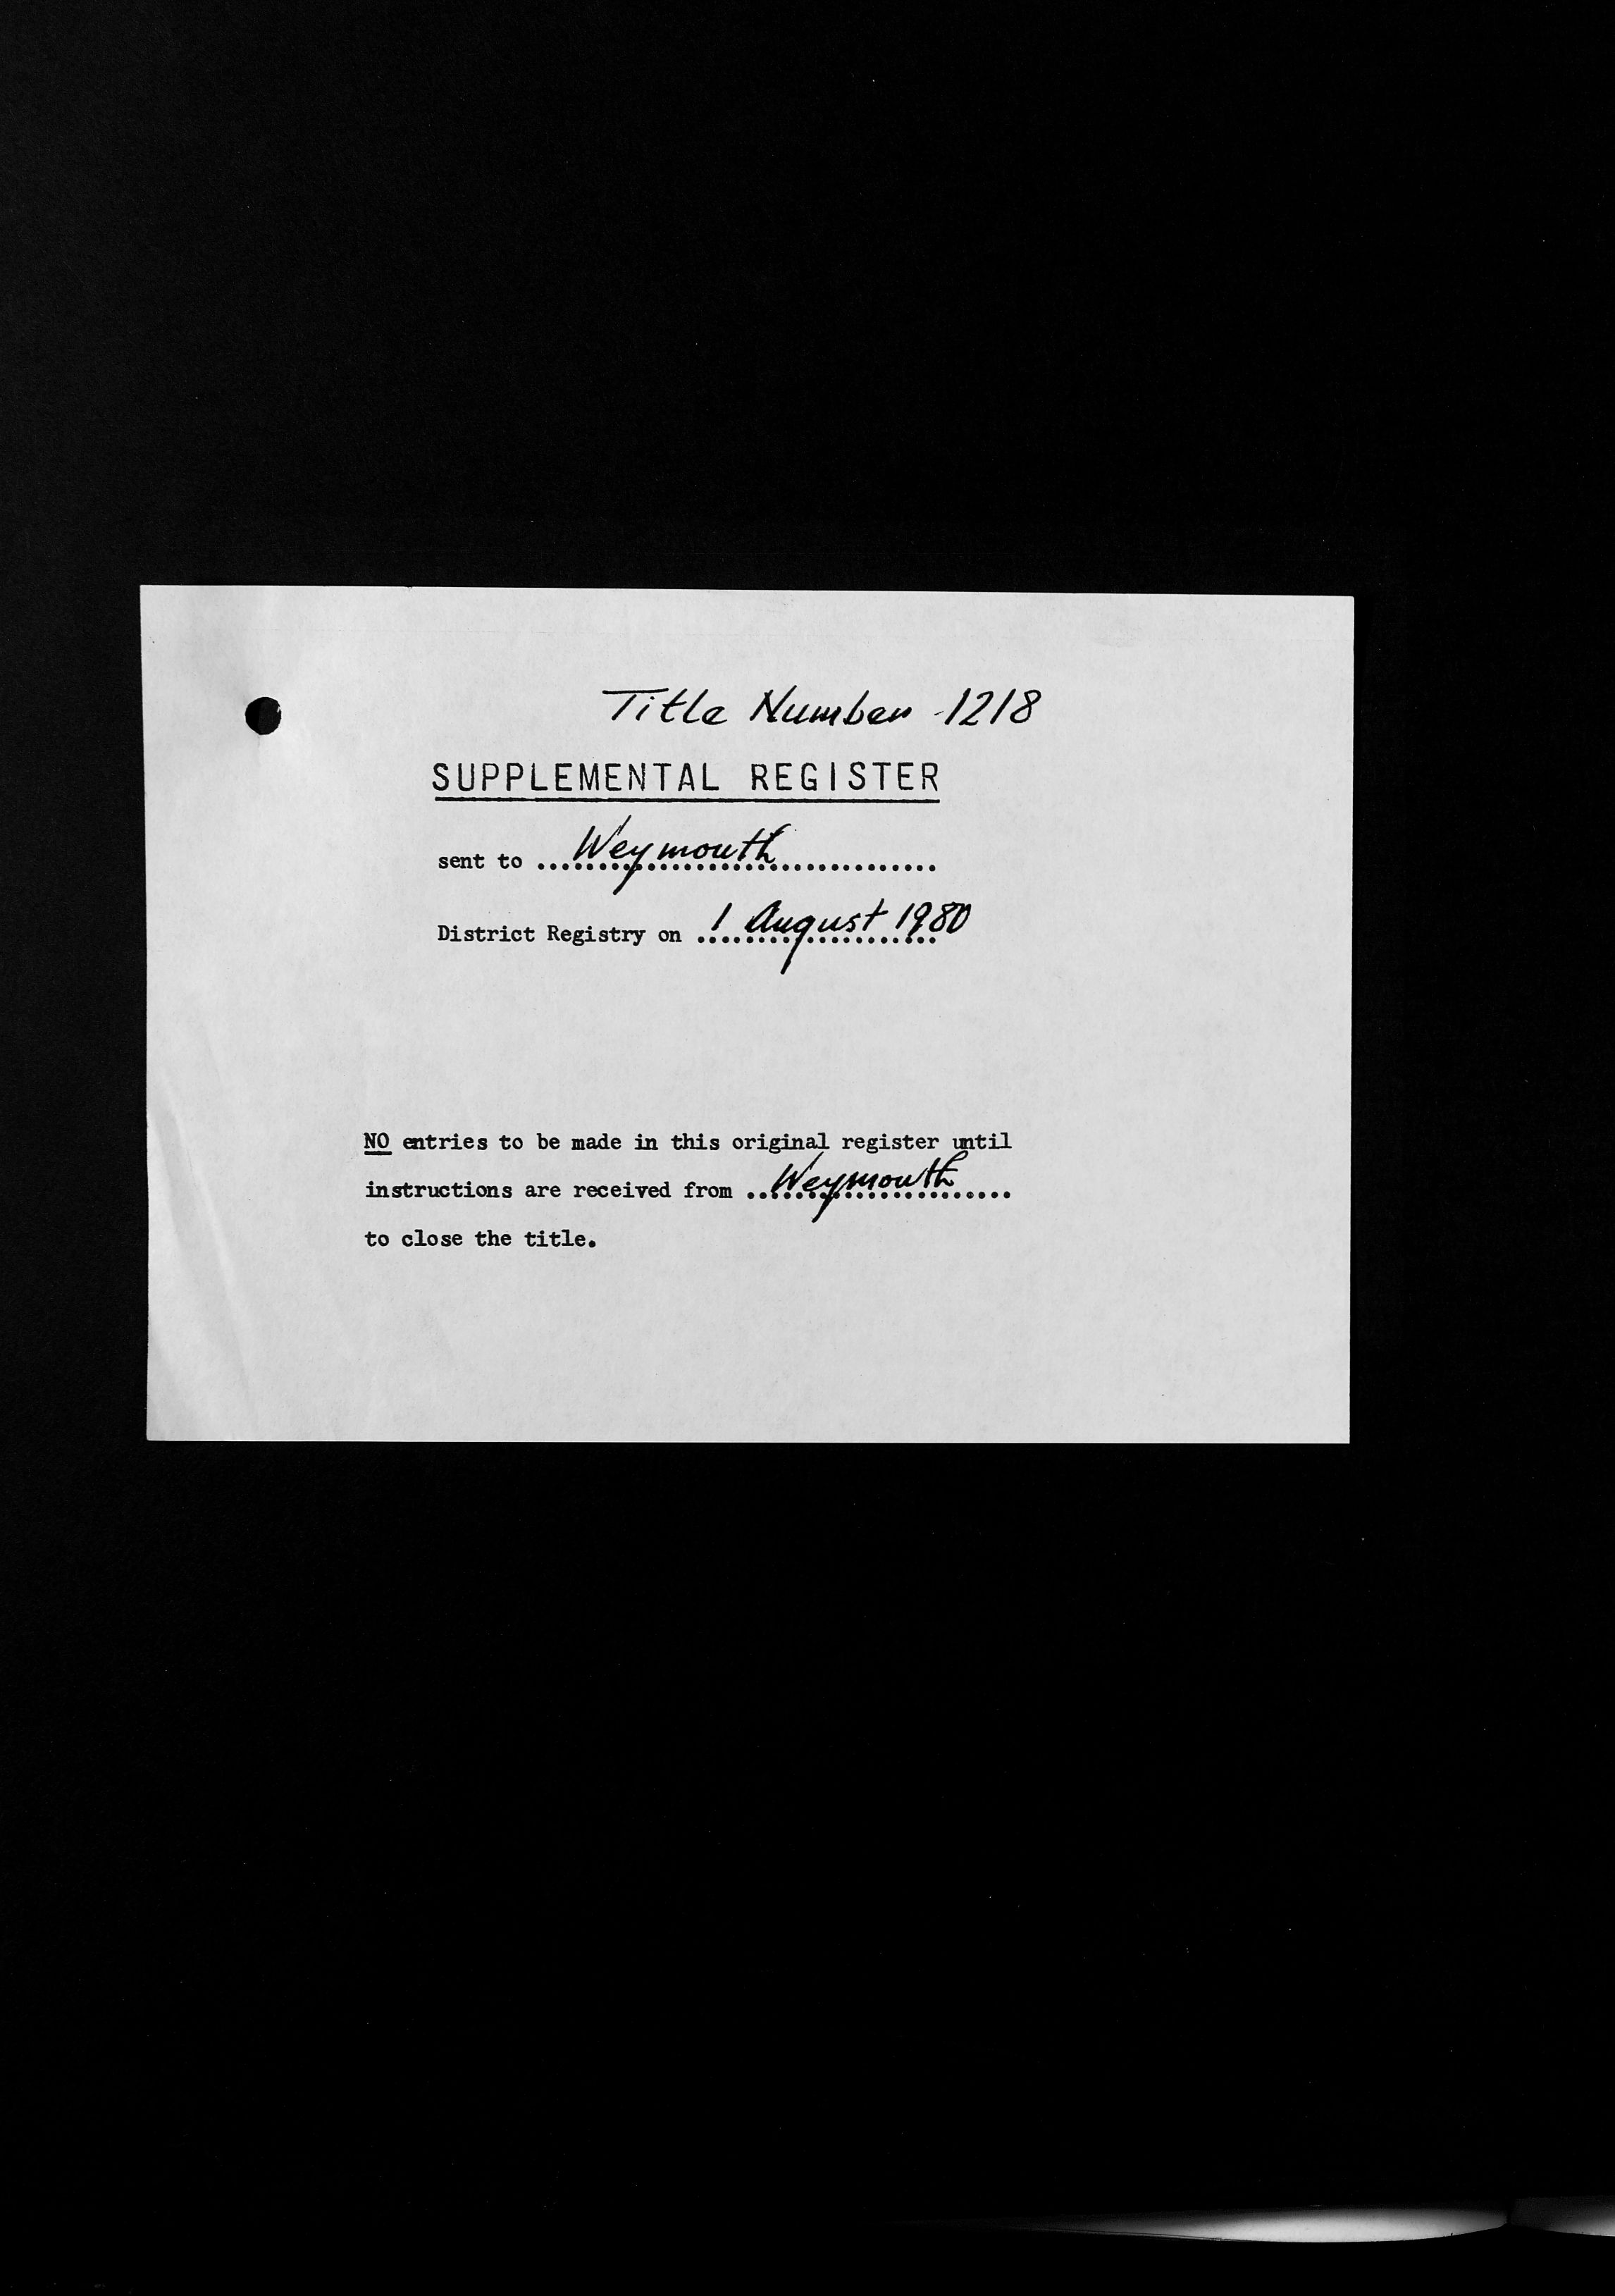 Title Number 1218
SUPPLEMENTAL REGISTER
sent to ...Weymouth...
District Registry on ...1 August 1980...
NO entries to be made in this original register until
instructions are received from ...Weymouth...
to close the title.